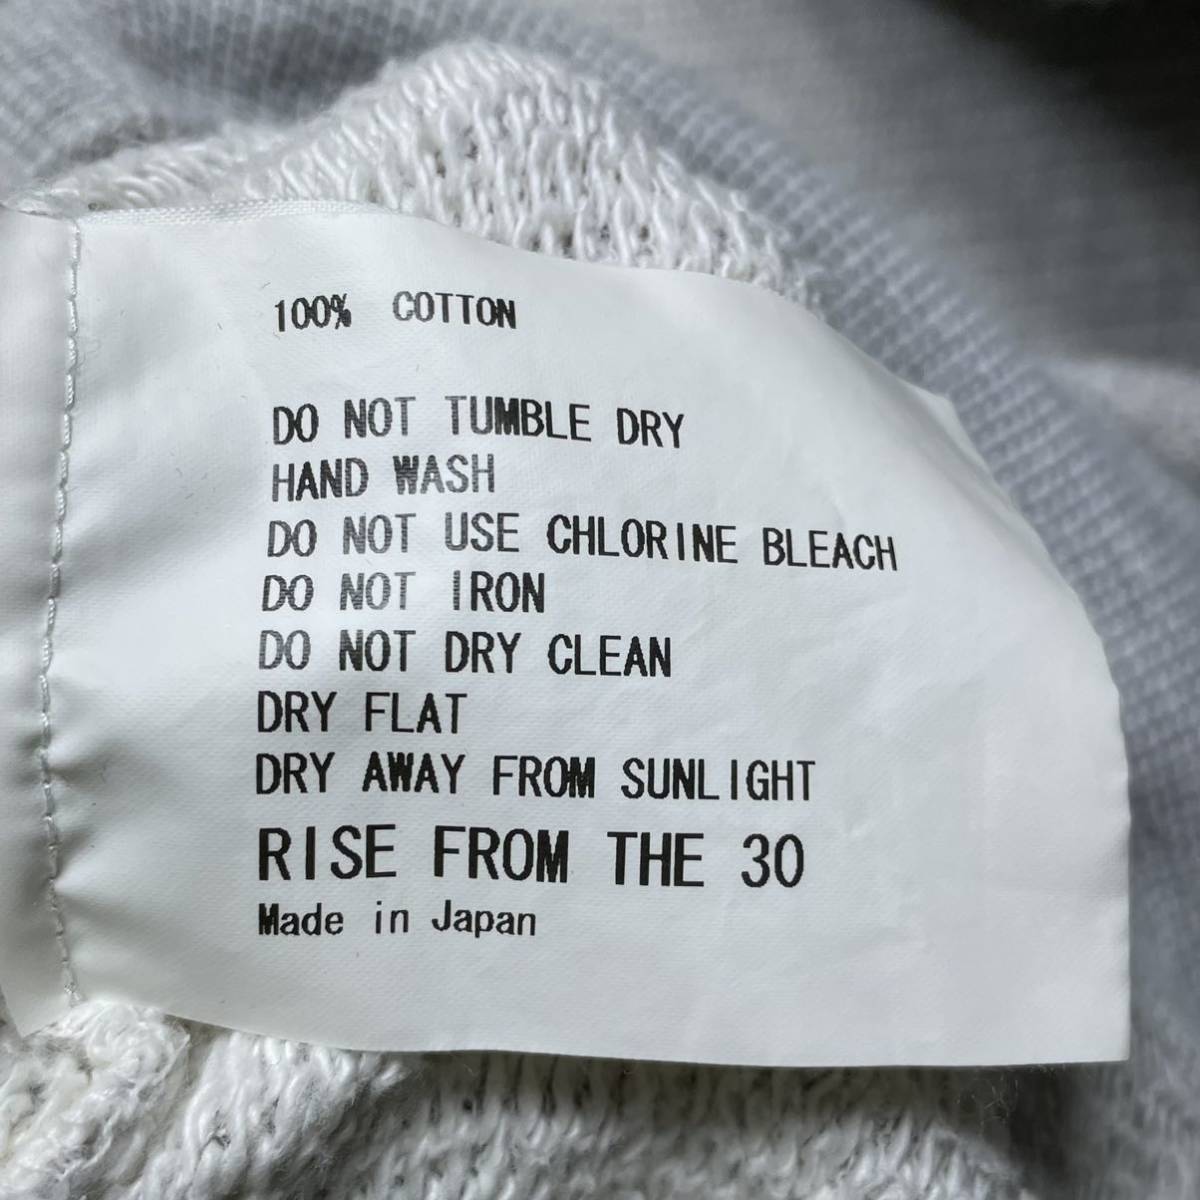 100% COTTON
DO NOT TUMBLE DRY
HAND WASH
DO NOT USE CHLORINE BLEACH
DO NOT IRON
DO NOT DRY CLEAN
DRY FLAT
DRY AWAY FROM SUNLIGHT
RISE FROM THE 30
Made in Japan